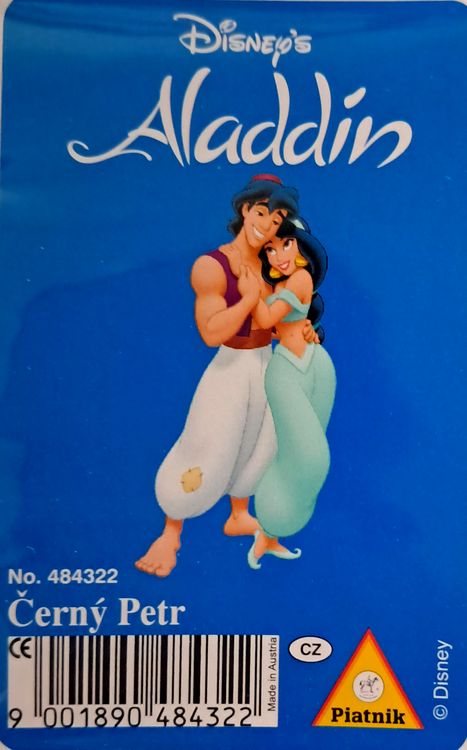 Disney's
Aladdin
No. 484322
Černý Petr
CE
Made in Austria
CZ
Piatnik
© Disney
9 001890 484322